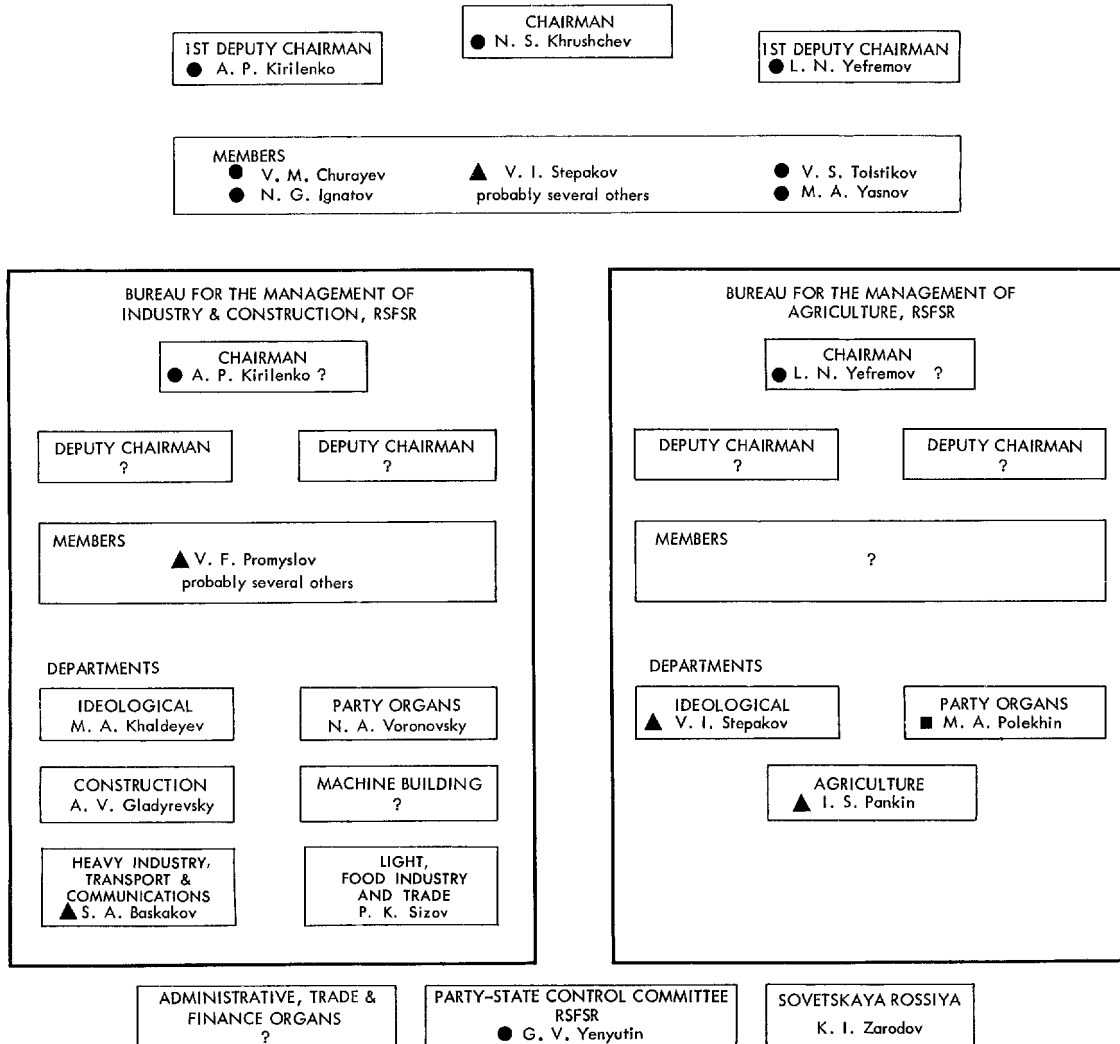 CHAIRMAN
● N. S. Khrushchev
1ST DEPUTY CHAIRMAN
● A. P. Kirilenko
1ST DEPUTY CHAIRMAN
● L. N. Yefremov
MEMBERS
● V. M. Churayev
● N. G. Ignatov
▲ V. I. Stepakov
probably several others
● V. S. Tolstikov
● M. A. Yasnov
BUREAU FOR THE MANAGEMENT OF
INDUSTRY & CONSTRUCTION, RSFSR
CHAIRMAN
● A. P. Kirilenko ?
DEPUTY CHAIRMAN
?
DEPUTY CHAIRMAN
?
MEMBERS
▲ V. F. Promyslov
probably several others
DEPARTMENTS
IDEOLOGICAL
M. A. Khaldeyev
PARTY ORGANS
N. A. Voronovsky
CONSTRUCTION
A. V. Gladyrevsky
MACHINE BUILDING
?
HEAVY INDUSTRY,
TRANSPORT &
COMMUNICATIONS
▲ S. A. Baskakov
LIGHT,
FOOD INDUSTRY
AND TRADE
P. K. Sizov
BUREAU FOR THE MANAGEMENT OF
AGRICULTURE, RSFSR
CHAIRMAN
● L. N. Yefremov ?
DEPUTY CHAIRMAN
?
DEPUTY CHAIRMAN
?
MEMBERS
?
DEPARTMENTS
IDEOLOGICAL
▲ V. I. Stepakov
PARTY ORGANS
■ M. A. Polekhin
AGRICULTURE
▲ I. S. Pankin
ADMINISTRATIVE, TRADE &
FINANCE ORGANS
?
PARTY-STATE CONTROL COMMITTEE
RSFSR
● G. V. Yenyutin
SOVETSKAYA ROSSIYA
K. I. Zarodov